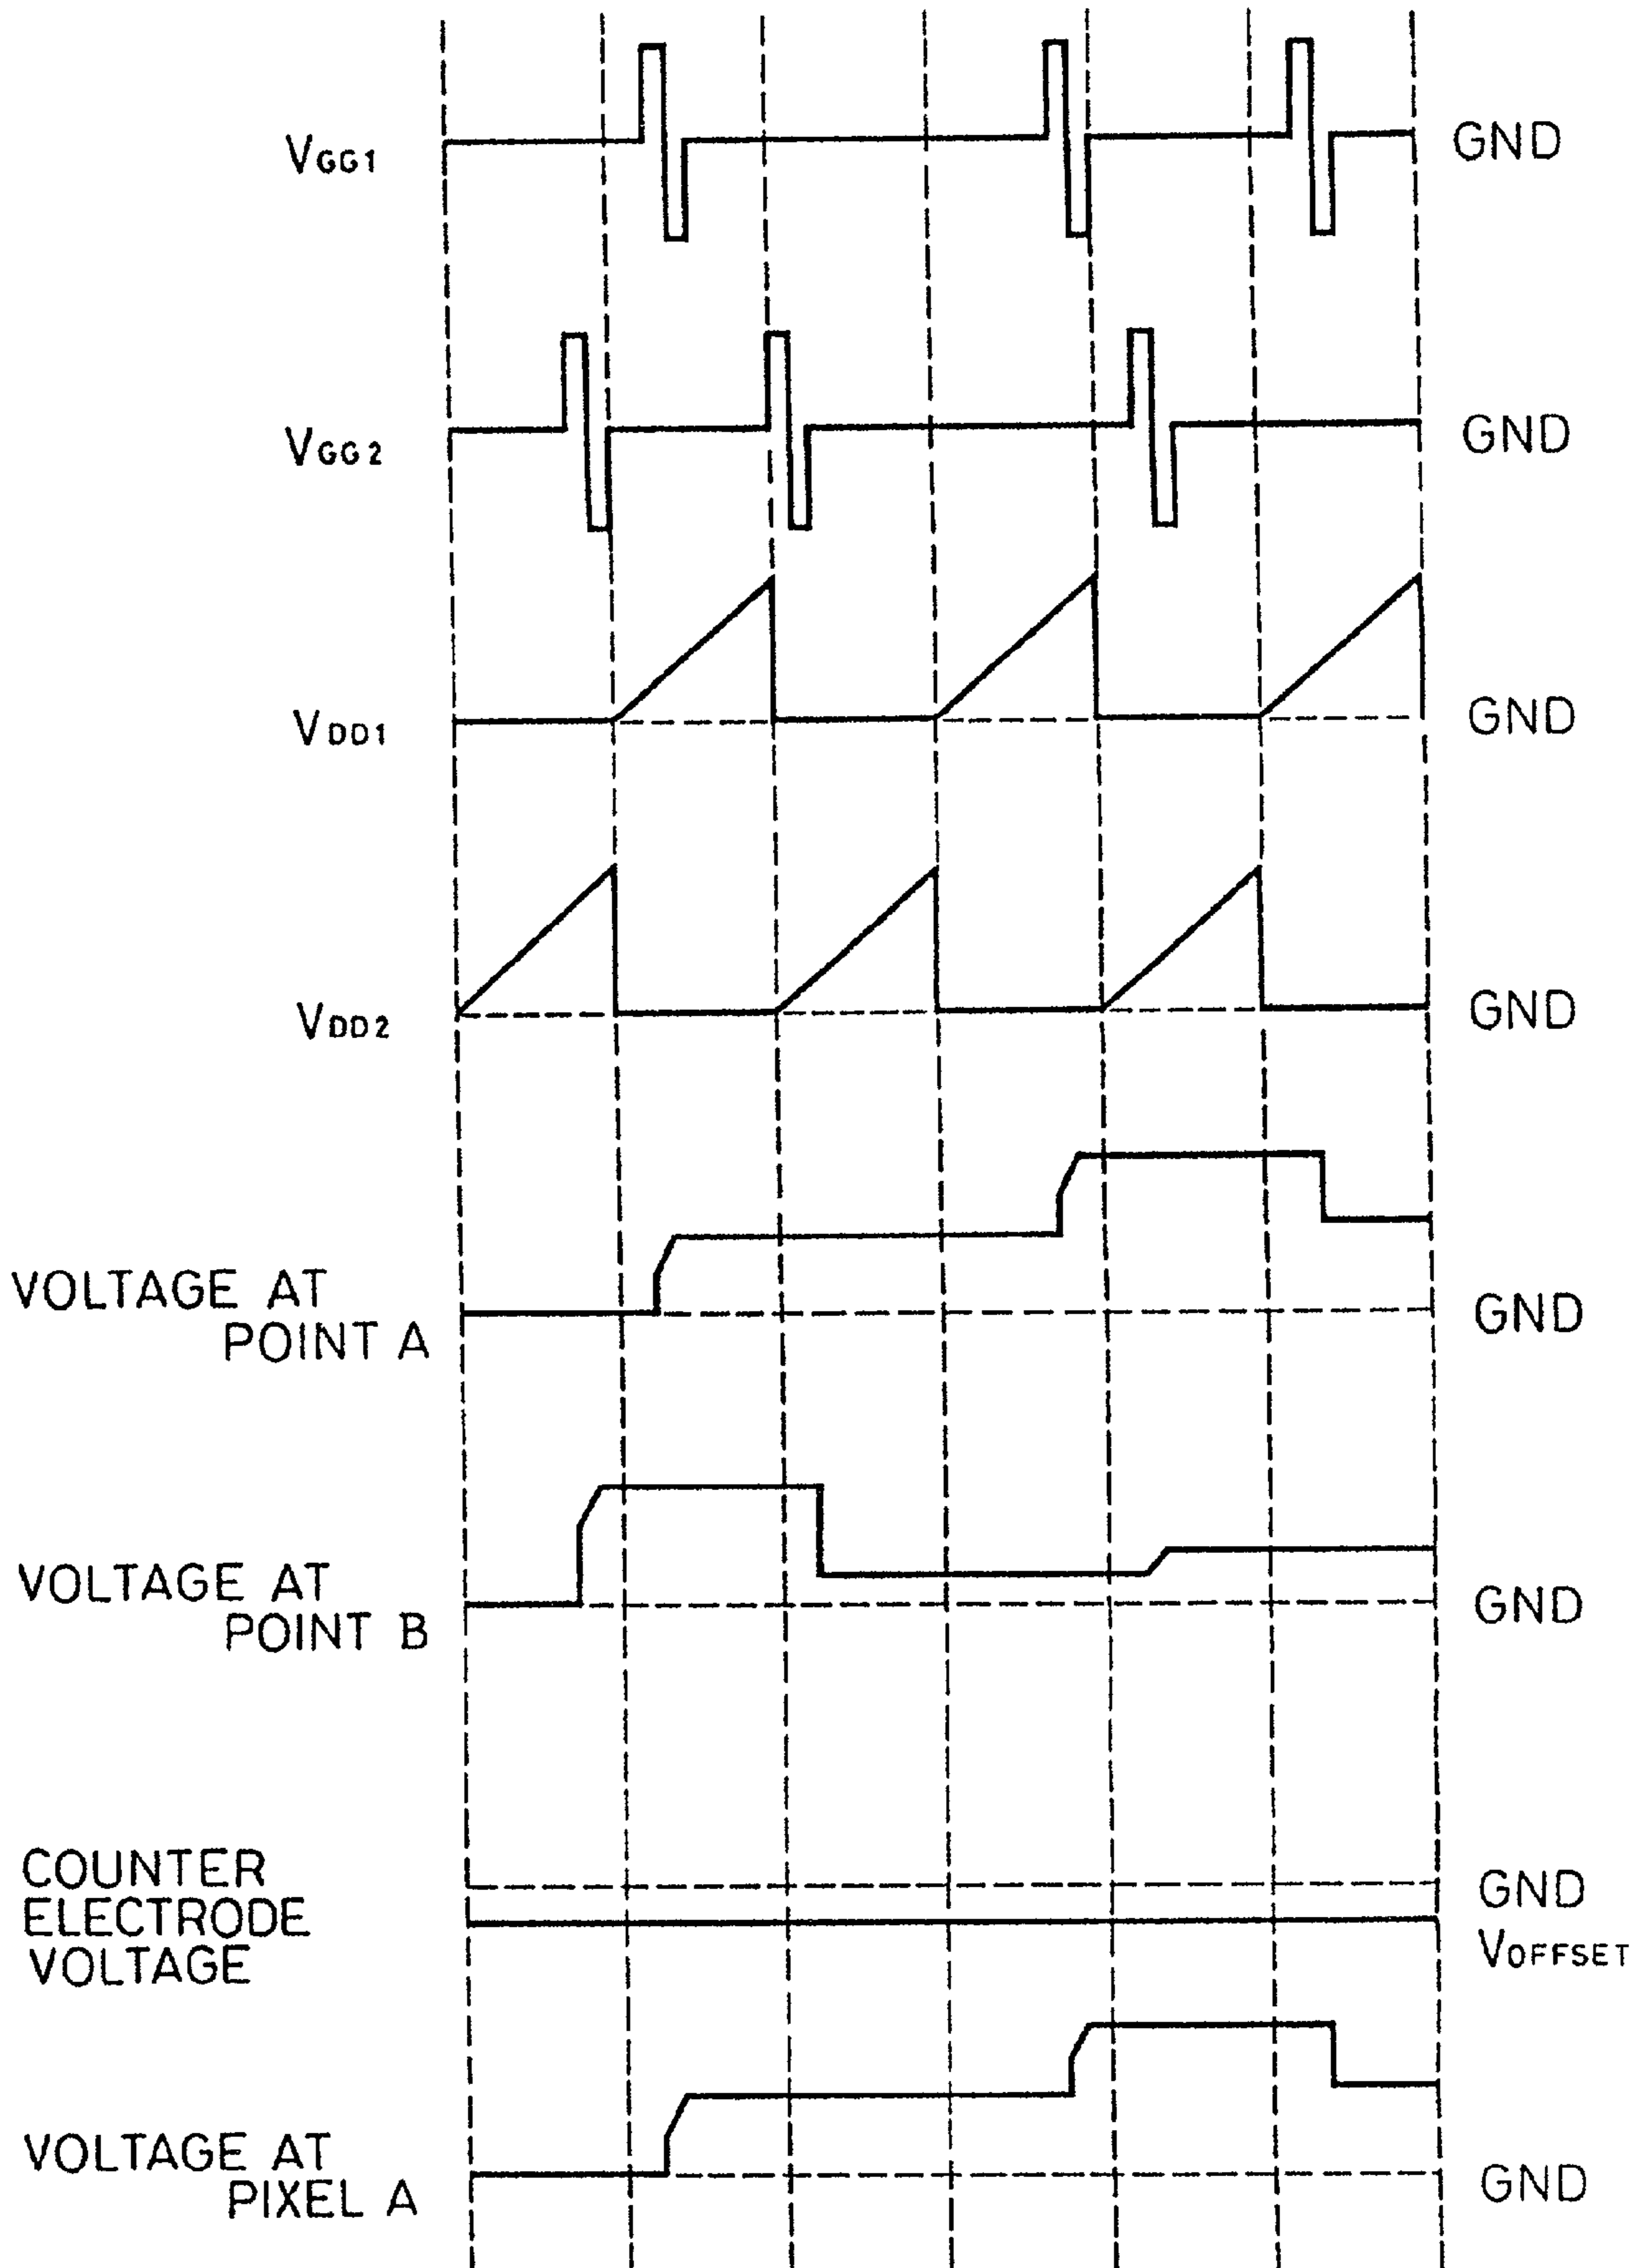 VGG1 GND
VGG2 GND
VDD1 GND
VDD2 GND
VOLTAGE AT
POINT A GND
VOLTAGE AT
POINT B GND
COUNTER
ELECTRODE
VOLTAGE
GND
VOFFSET
VOLTAGE AT
PIXEL A GND